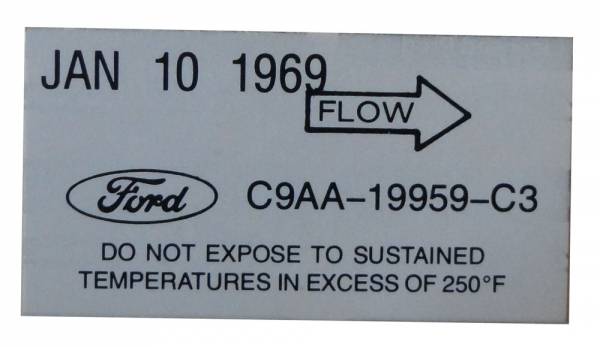 JAN 10 1969
FLOW
Ford C9AA-19959-C3
DO NOT EXPOSE TO SUSTAINED
TEMPERATURES IN EXCESS OF 250°F